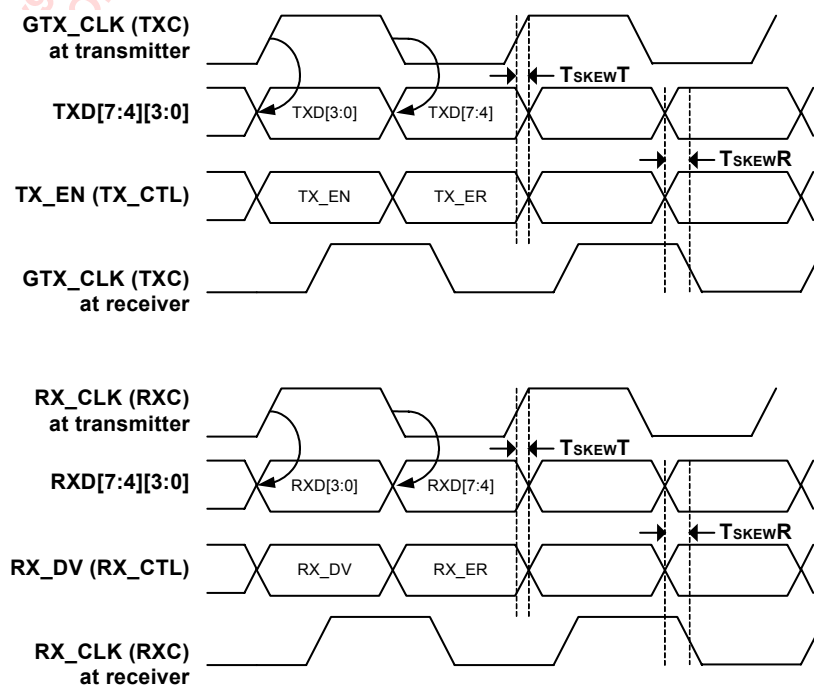 GTX_CLK (TXC)
at transmitter
TSKEWT
TXD[7:4][3:0]
TXD[3:0]
TXD[7:4]
TSKEWR
TX_EN (TX_CTL)
TX_EN
TX_ER
GTX_CLK (TXC)
at receiver
RX_CLK (RXC)
at transmitter
TSKEWT
RXD[7:4][3:0]
RXD[3:0]
RXD[7:4]
TSKEWR
RX_DV (RX_CTL)
RX_DV
RX_ER
RX_CLK (RXC)
at receiver